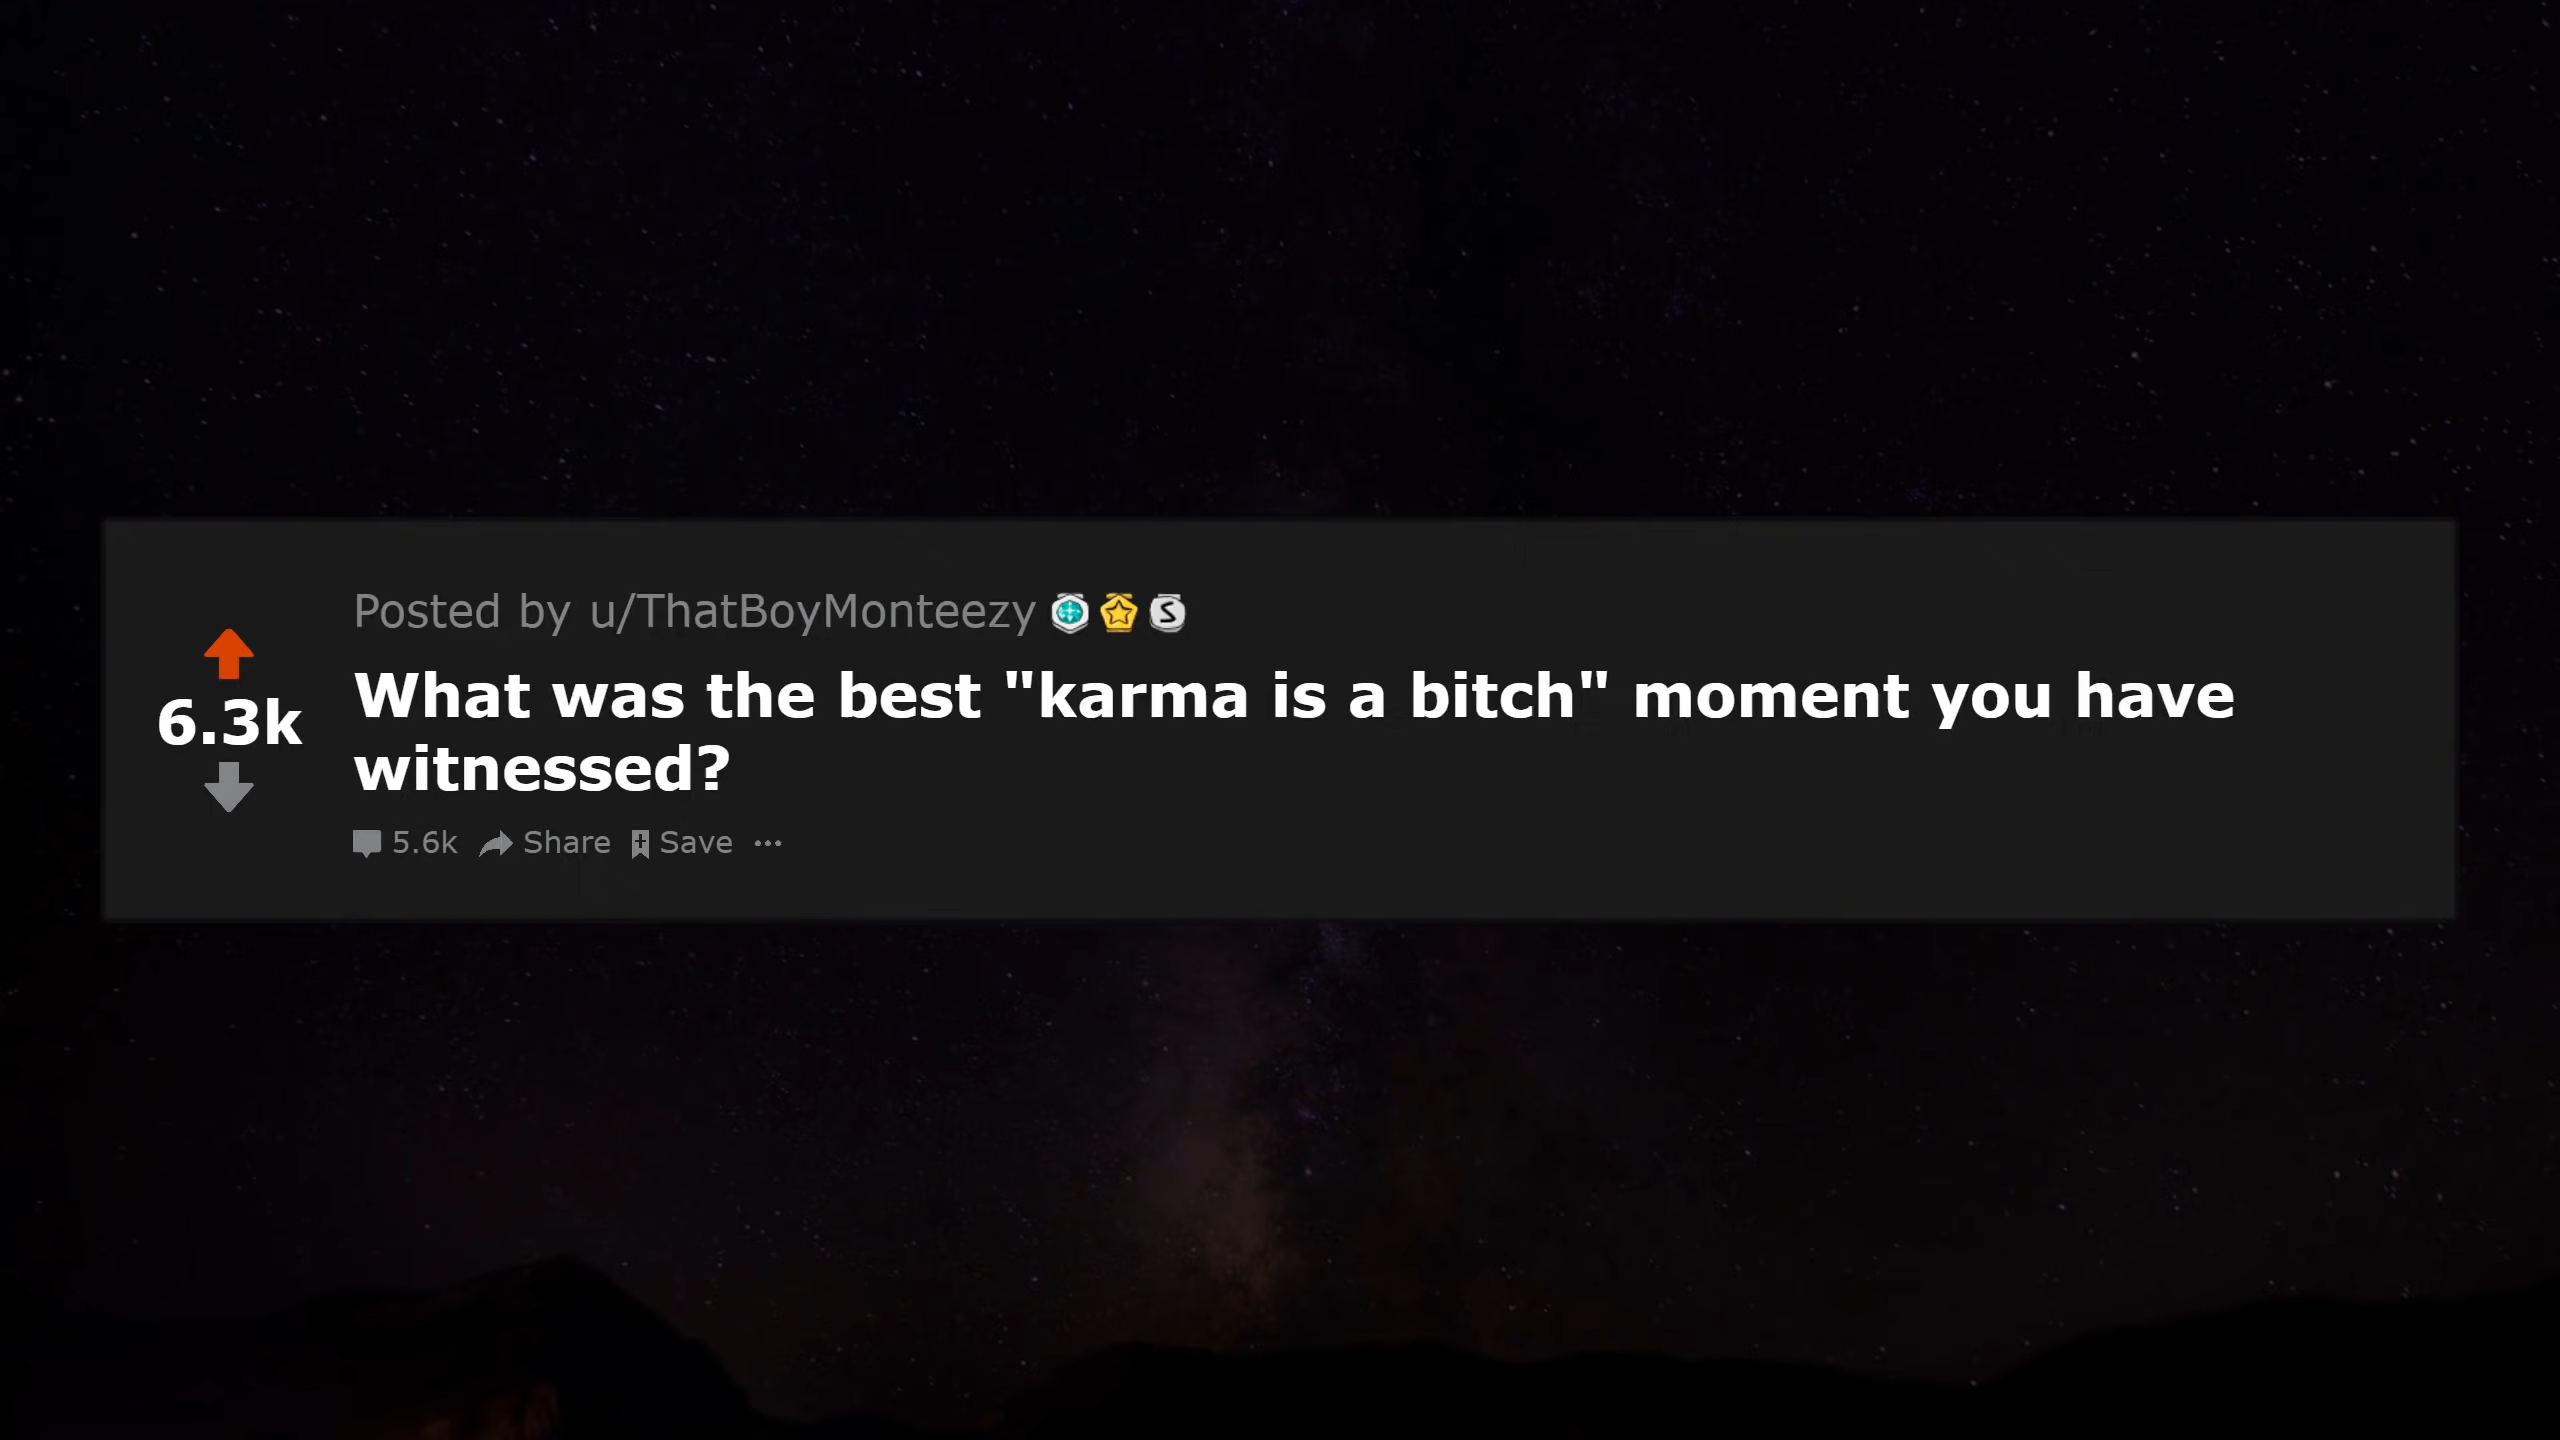 Posted by u/ThatBoyMonteezy
6.3k
What was the best "karma is a bitch" moment you have
witnessed?
5.6k Share Save ···